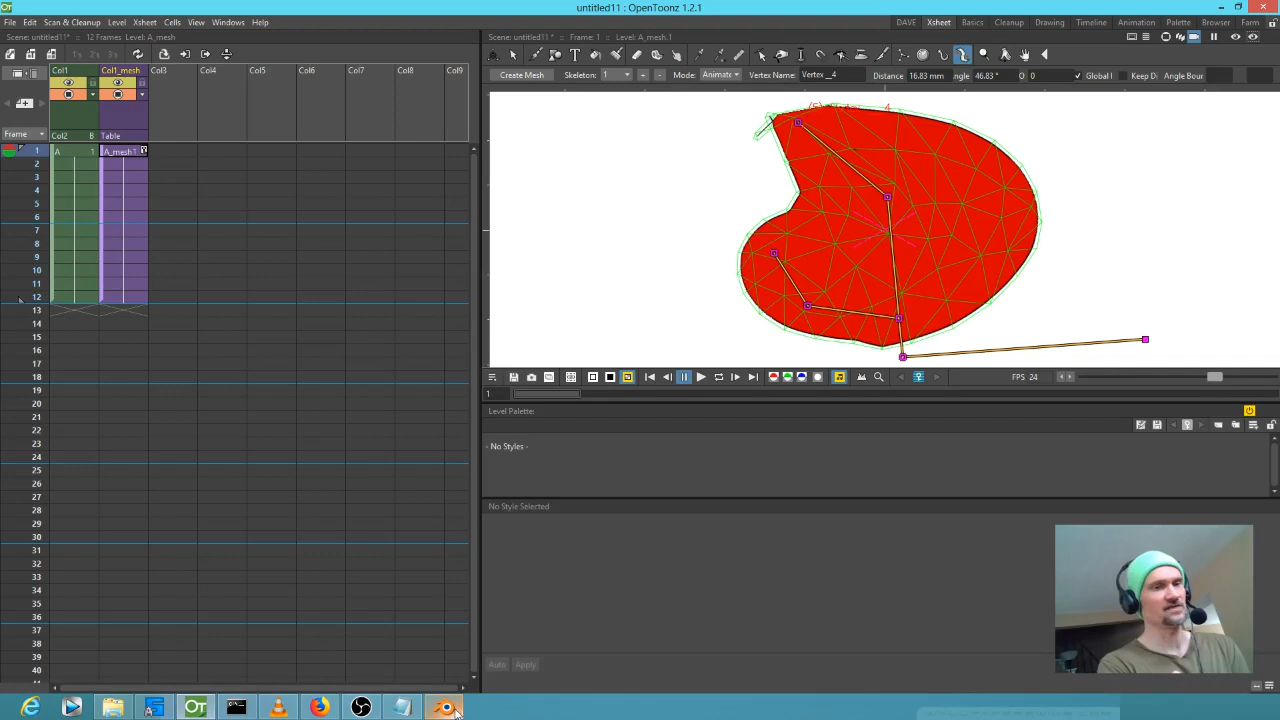 untitled11 : OpenToonz 1.2.1
File Edit Scan & Cleanup Level Xsheet Cells View Windows Help
DAVE Xsheet Basics Cleanup Drawing Timeline Animation Palette Browser Farm
Scene: untitled11* :: 12 Frames Level: A_mesh
Scene: untitled11* :: Frame: 1 :: Level: A_mesh.1
Create Mesh Skeleton: 1 Mode: Animate Vertex Name: Vertex _4 Distance 16.83 mm Angle 46.83 ° O 0 Global Keep Di Angle Bour
Col1 Col1_mesh Col3 Col4 Col5 Col6 Col7 Col8 Col9
Col2 B Table
Frame
1 A 1 A_mesh1
2
3
4
5
6
7
8
9
10
11
12
13
14
15
16
17
18
19
20
21
22
23
24
25
26
27
28
29
30
31
32
33
34
35
36
37
38
39
40
4
FPS 24
1
Level Palette:
- No Styles -
No Style Selected
Auto Apply
OT